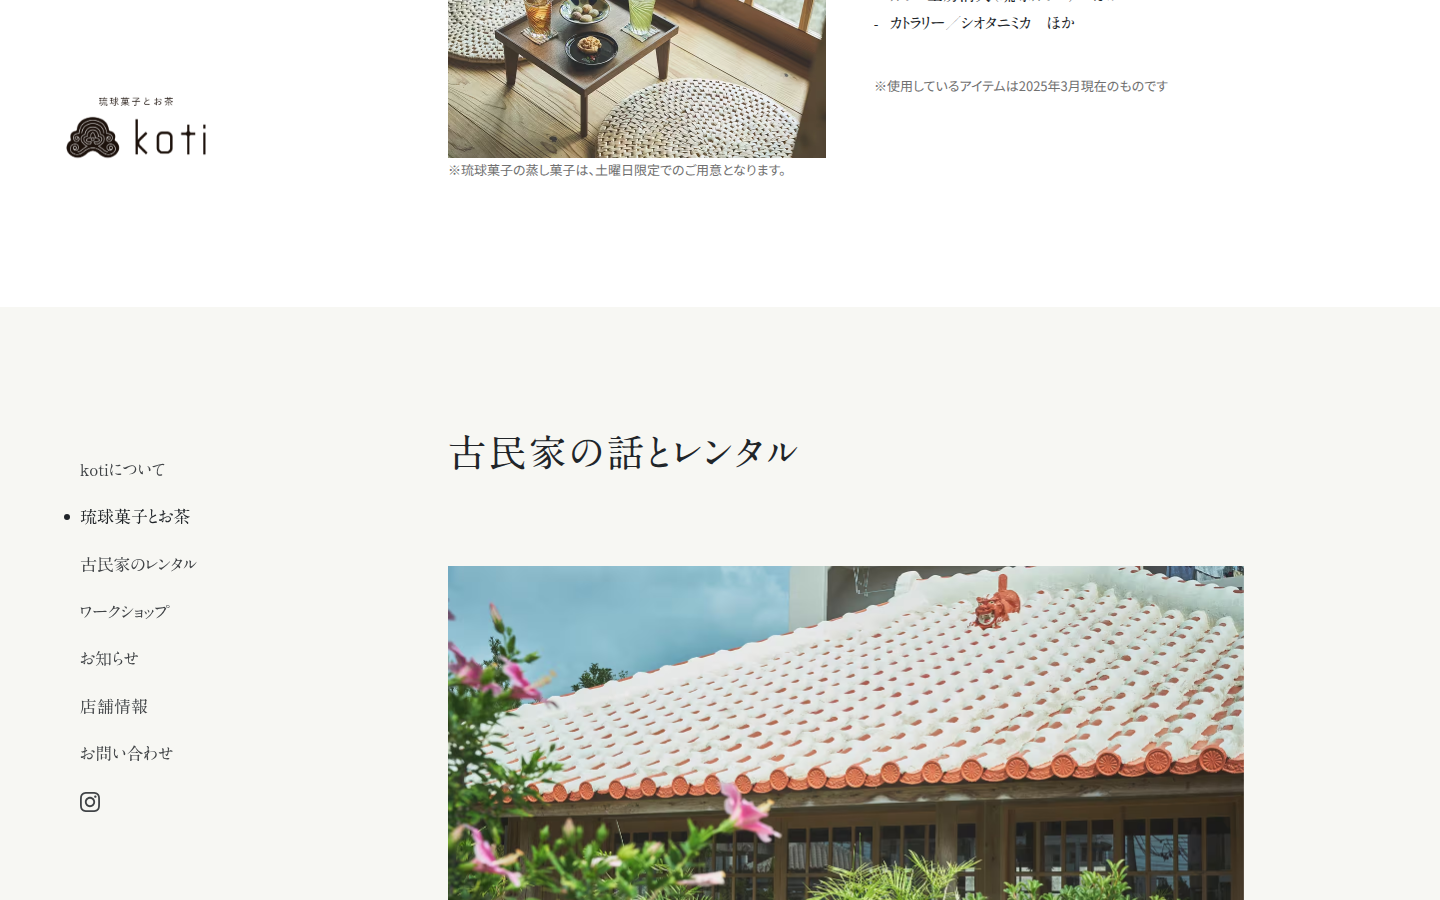 - カトラリー／シオタニミカ　ほか
※使用しているアイテムは2025年3月現在のものです
琉球菓子とお茶
koti
※琉球菓子の蒸し菓子は、土曜日限定でのご用意となります。
古民家の話とレンタル
kotiについて
琉球菓子とお茶
古民家のレンタル
ワークショップ
お知らせ
店舗情報
お問い合わせ